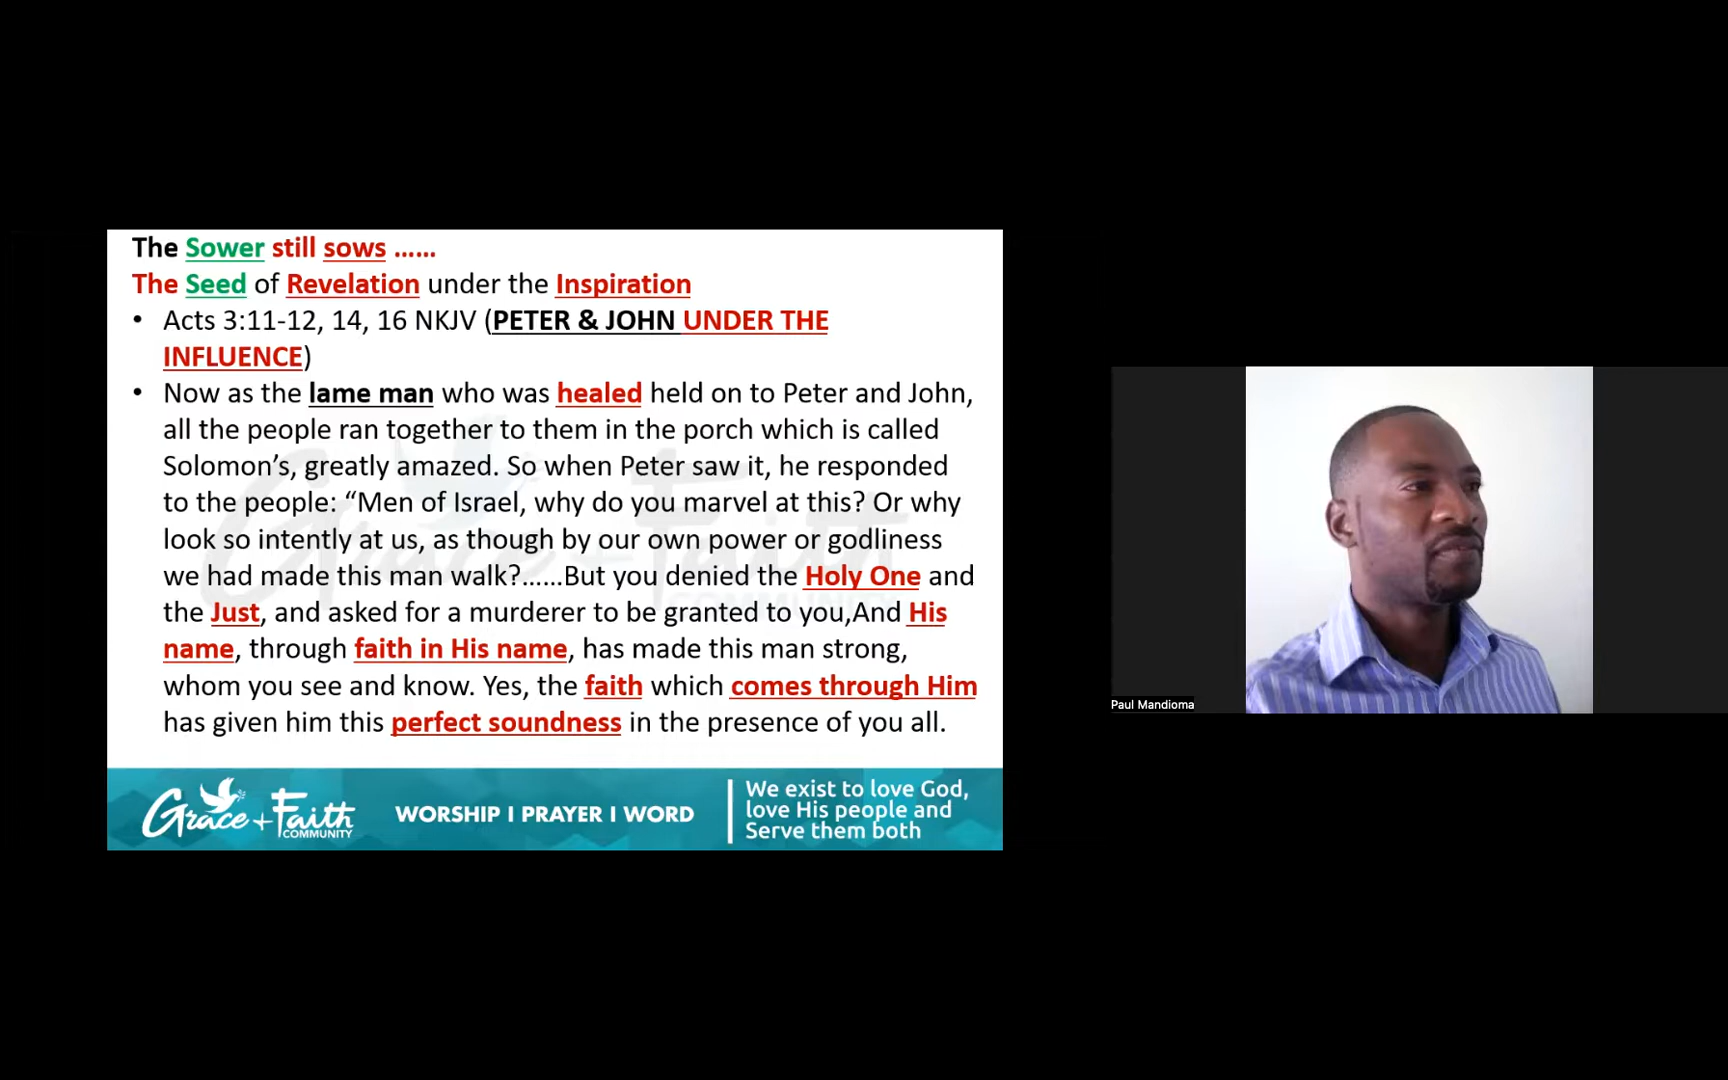 The Sower still sows ......
The Seed of Revelation under the Inspiration
• Acts 3:11-12, 14, 16 NKJV (PETER & JOHN UNDER THE
INFLUENCE)
• Now as the lame man who was healed held on to Peter and John,
all the people ran together to them in the porch which is called
Solomon’s, greatly amazed. So when Peter saw it, he responded
to the people: “Men of Israel, why do you marvel at this? Or why
look so intently at us, as though by our own power or godliness
we had made this man walk?......But you denied the Holy One and
the Just, and asked for a murderer to be granted to you,And His
name, through faith in His name, has made this man strong,
whom you see and know. Yes, the faith which comes through Him
has given him this perfect soundness in the presence of you all.
Grace + Faith
COMMUNITY
WORSHIP | PRAYER | WORD
We exist to love God,
love His people and
Serve them both
Paul Mandioma